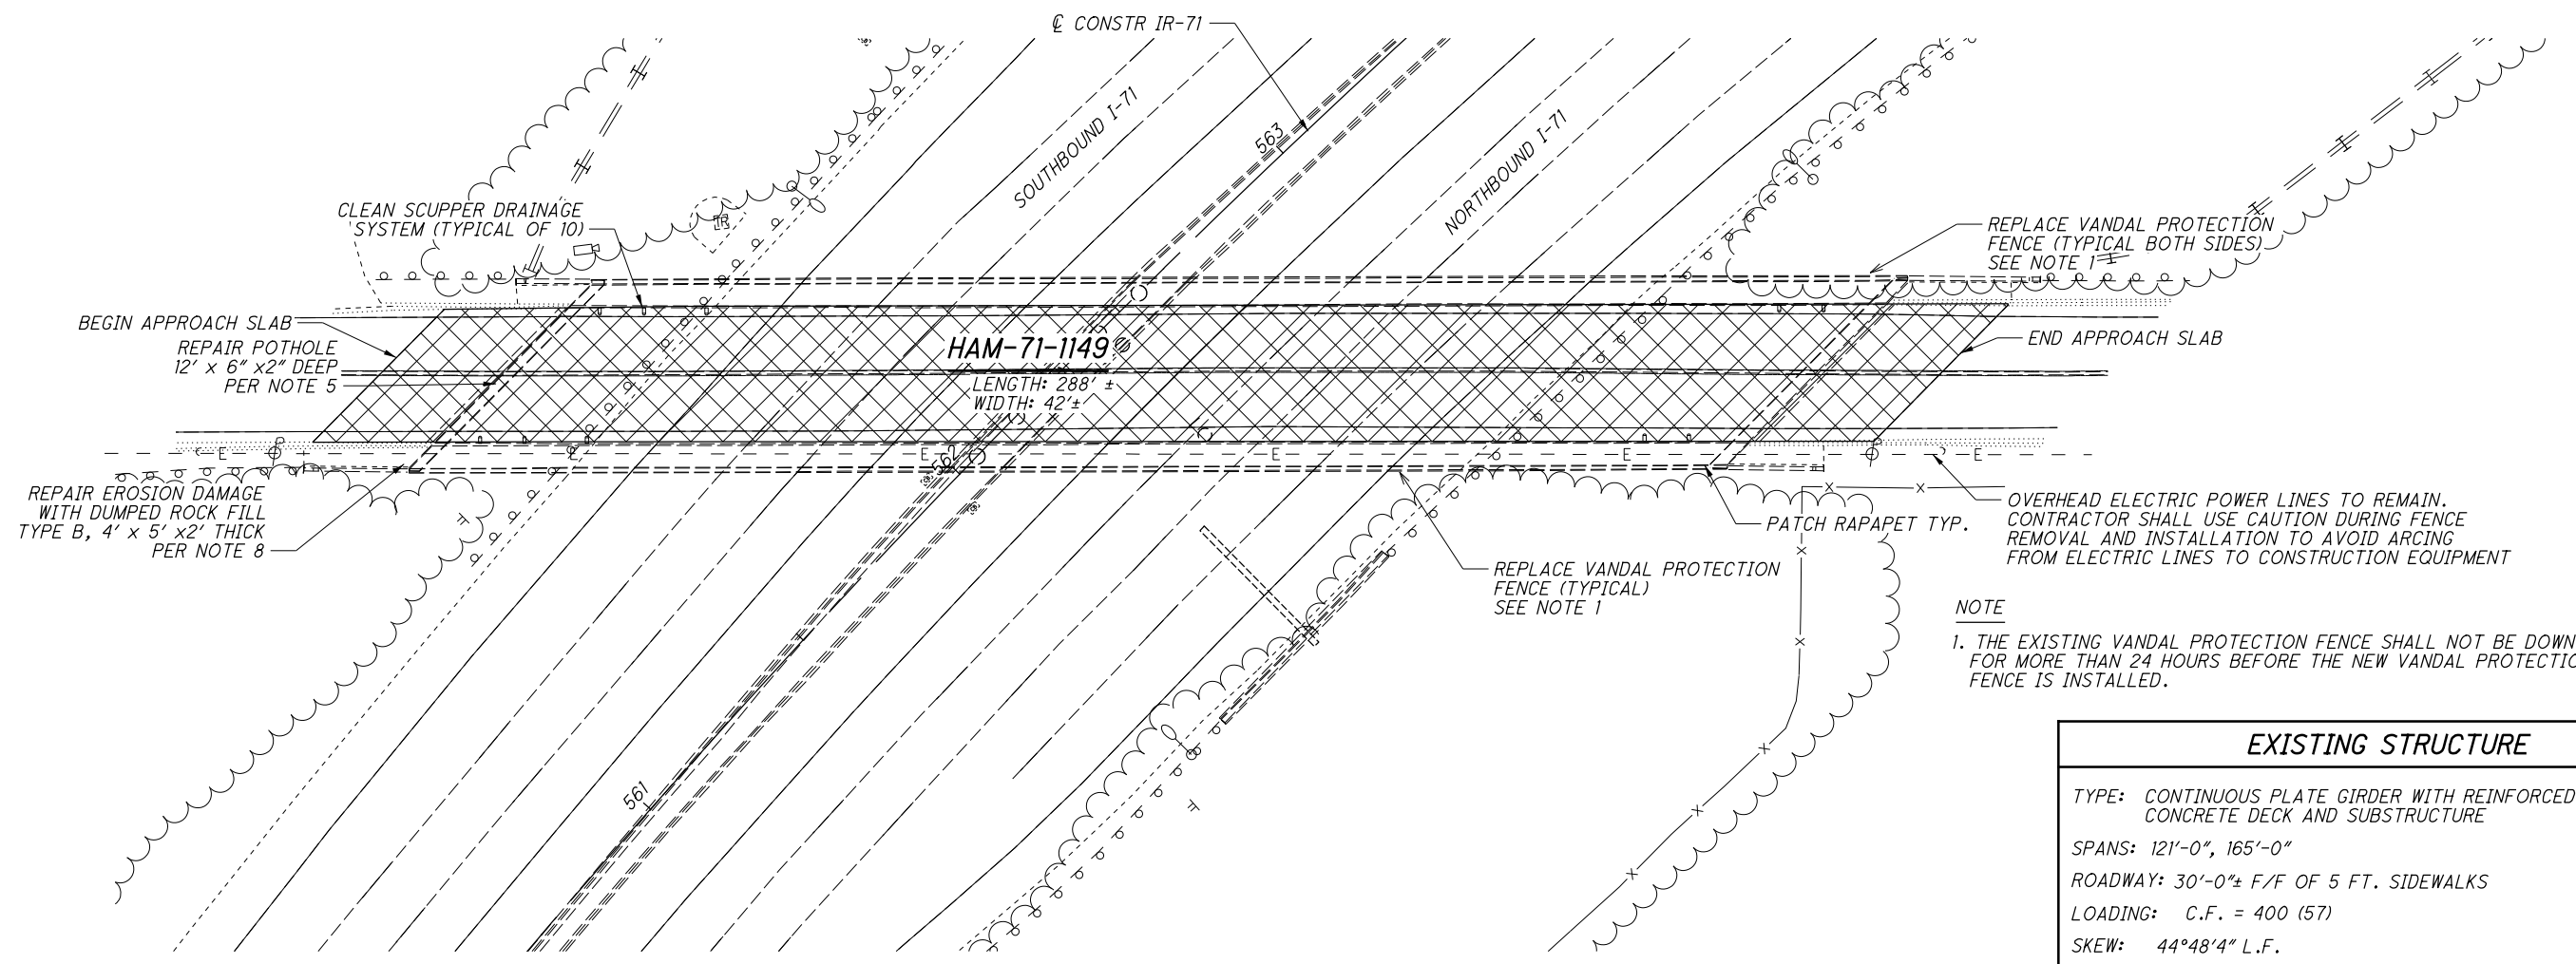 ℄ CONSTR IR-71
SOUTHBOUND I-71
563
NORTHBOUND I-71
CLEAN SCUPPER DRAINAGE
SYSTEM (TYPICAL OF 10)
REPLACE VANDAL PROTECTION
FENCE (TYPICAL BOTH SIDES)
SEE NOTE 1
BEGIN APPROACH SLAB
REPAIR POTHOLE
12' x 6" x2" DEEP
PER NOTE 5
HAM-71-1149
LENGTH: 288' ±
WIDTH: 42'±
END APPROACH SLAB
E
E
E
E
E
E
562
REPAIR EROSION DAMAGE
WITH DUMPED ROCK FILL
TYPE B, 4' x 5' x2' THICK
PER NOTE 8
PATCH RAPAPET TYP.
OVERHEAD ELECTRIC POWER LINES TO REMAIN.
CONTRACTOR SHALL USE CAUTION DURING FENCE
REMOVAL AND INSTALLATION TO AVOID ARCING
FROM ELECTRIC LINES TO CONSTRUCTION EQUIPMENT
REPLACE VANDAL PROTECTION
FENCE (TYPICAL)
SEE NOTE 1
NOTE
1. THE EXISTING VANDAL PROTECTION FENCE SHALL NOT BE DOWN
FOR MORE THAN 24 HOURS BEFORE THE NEW VANDAL PROTECTIO
FENCE IS INSTALLED.
561
EXISTING STRUCTURE
TYPE: CONTINUOUS PLATE GIRDER WITH REINFORCED
CONCRETE DECK AND SUBSTRUCTURE
SPANS: 121'-0", 165'-0"
ROADWAY: 30'-0"± F/F OF 5 FT. SIDEWALKS
LOADING: C.F. = 400 (57)
SKEW: 44°48'4" L.F.